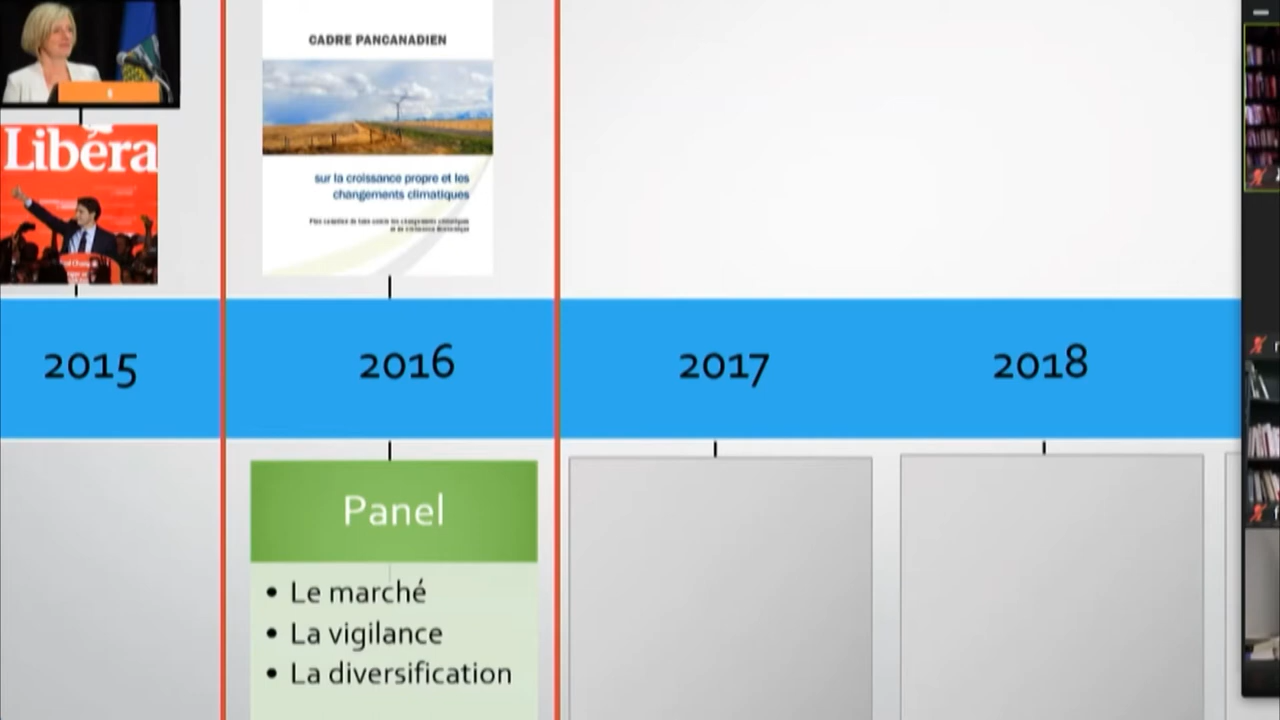 Libéra
CADRE PANCANADIEN
sur la croissance propre et les
changements climatiques
2015
2016
2017
2018
Panel
• Le marché
• La vigilance
• La diversification